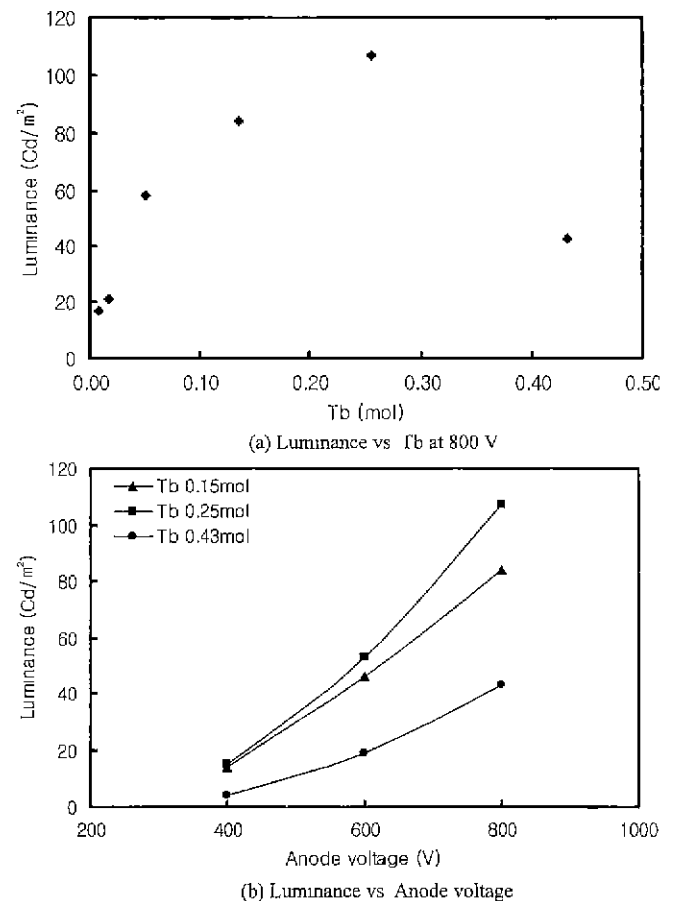 120
100
80
60
40
20
0
Luminance (Cd/m²)
0.00 0.10 0.20 0.30 0.40 0.50
Tb (mol)
(a) Luminance vs Tb at 800 V
120
100
80
60
40
20
0
Luminance (Cd/m²)
Tb 0.15mol
Tb 0.25mol
Tb 0.43mol
200 400 600 800 1000
Anode voltage (V)
(b) Luminance vs Anode voltage